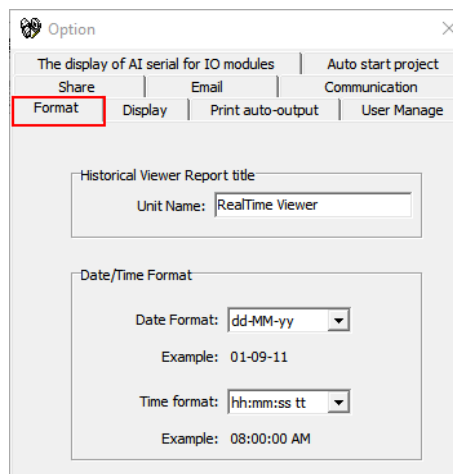 Option
The display of AI serial for IO modules Auto start project
Share Email Communication
Format Display Print auto-output User Manage
Historical Viewer Report title
Unit Name: RealTime Viewer
Date/Time Format
Date Format: dd-MM-yy
Example: 01-09-11
Time format: hh:mm:ss tt
Example: 08:00:00 AM